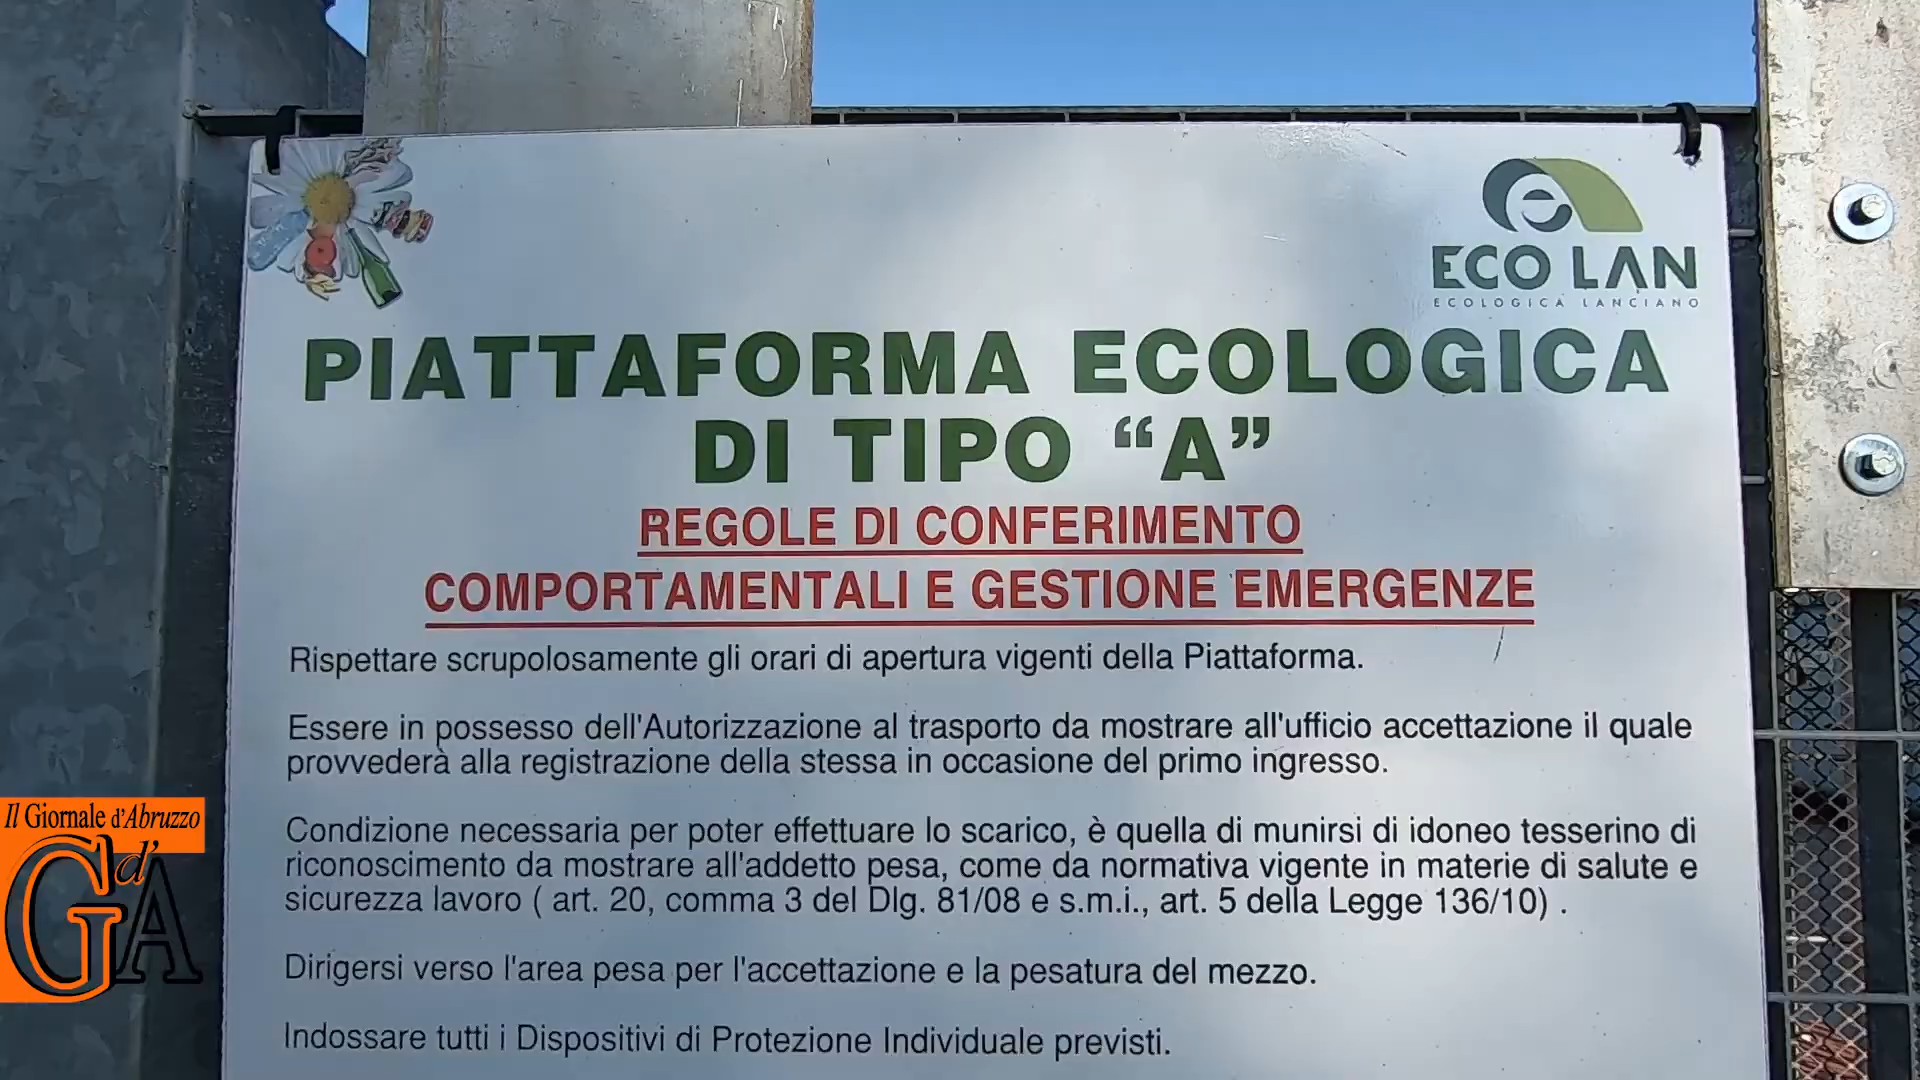 ECO LAN
ECOLOGICA LANCIANO
PIATTAFORMA ECOLOGICA
DI TIPO “A”
REGOLE DI CONFERIMENTO
COMPORTAMENTALI E GESTIONE EMERGENZE
Rispettare scrupolosamente gli orari di apertura vigenti della Piattaforma.
Essere in possesso dell'Autorizzazione al trasporto da mostrare all'ufficio accettazione il quale
provvederà alla registrazione della stessa in occasione del primo ingresso.
Condizione necessaria per poter effettuare lo scarico, è quella di munirsi di idoneo tesserino di
riconoscimento da mostrare all'addetto pesa, come da normativa vigente in materie di salute e
sicurezza lavoro ( art. 20, comma 3 del Dlg. 81/08 e s.m.i., art. 5 della Legge 136/10) .
Dirigersi verso l'area pesa per l'accettazione e la pesatura del mezzo.
Indossare tutti i Dispositivi di Protezione Individuale previsti.
Il Giornale d'Abruzzo
Gd'A